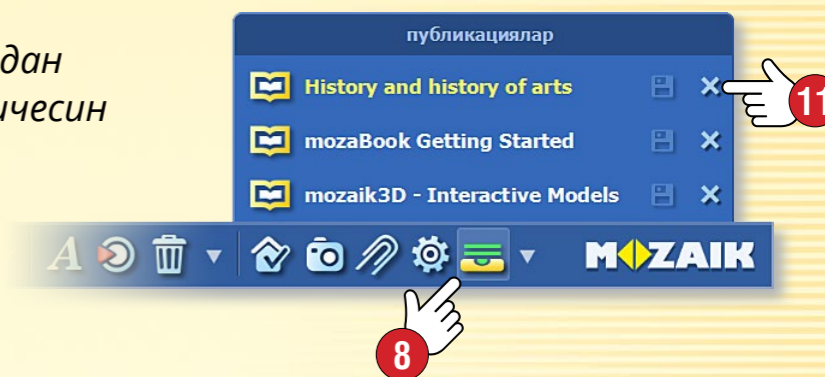 дан
ичесин
публикациялар
History and history of arts
11
mozaBook Getting Started
mozaik3D - Interactive Models
A
MOZAIK
8